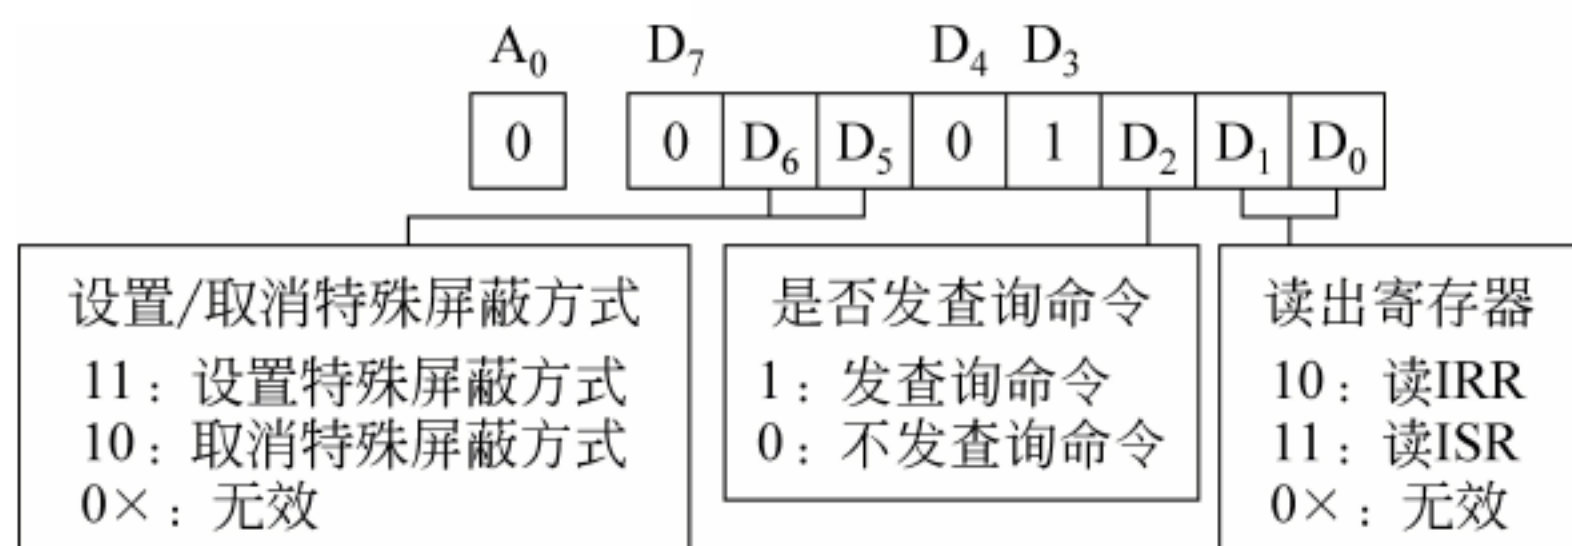 A₀ D₇ D₄ D₃
0 0 D₆ D₅ 0 1 D₂ D₁ D₀
设置/取消特殊屏蔽方式
11：设置特殊屏蔽方式
10：取消特殊屏蔽方式
0×：无效
是否发查询命令
1：发查询命令
0：不发查询命令
读出寄存器
10：读IRR
11：读ISR
0×：无效